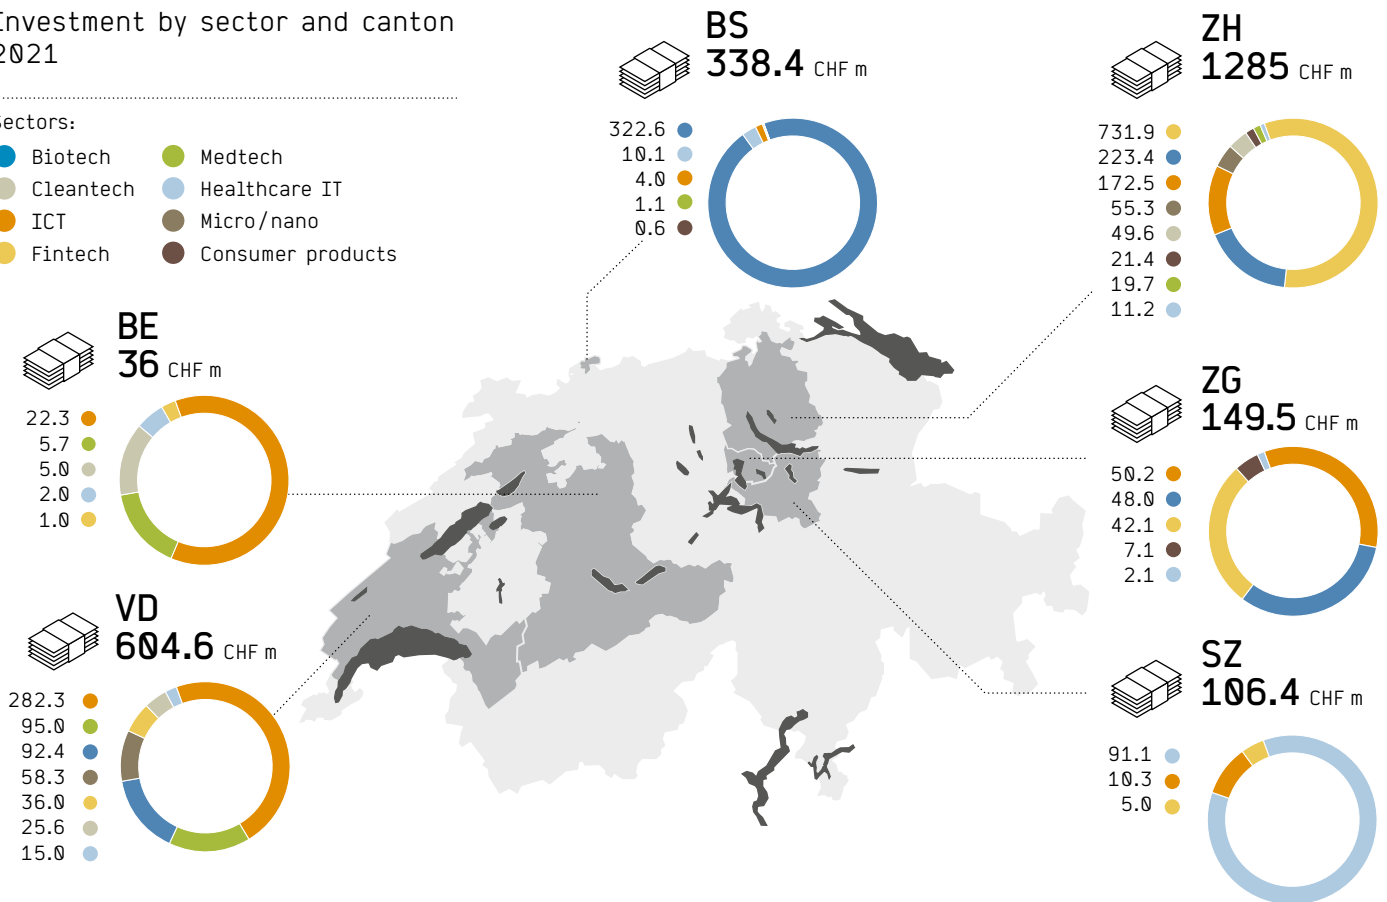 Investment by sector and canton
2021
Sectors:
Biotech
Cleantech
ICT
Fintech
Medtech
Healthcare IT
Micro/nano
Consumer products
BS
338.4 CHF m
322.6
10.1
4.0
1.1
0.6
ZH
1285 CHF m
731.9
223.4
172.5
55.3
49.6
21.4
19.7
11.2
BE
36 CHF m
22.3
5.7
5.0
2.0
1.0
ZG
149.5 CHF m
50.2
48.0
42.1
7.1
2.1
VD
604.6 CHF m
282.3
95.0
92.4
58.3
36.0
25.6
15.0
SZ
106.4 CHF m
91.1
10.3
5.0